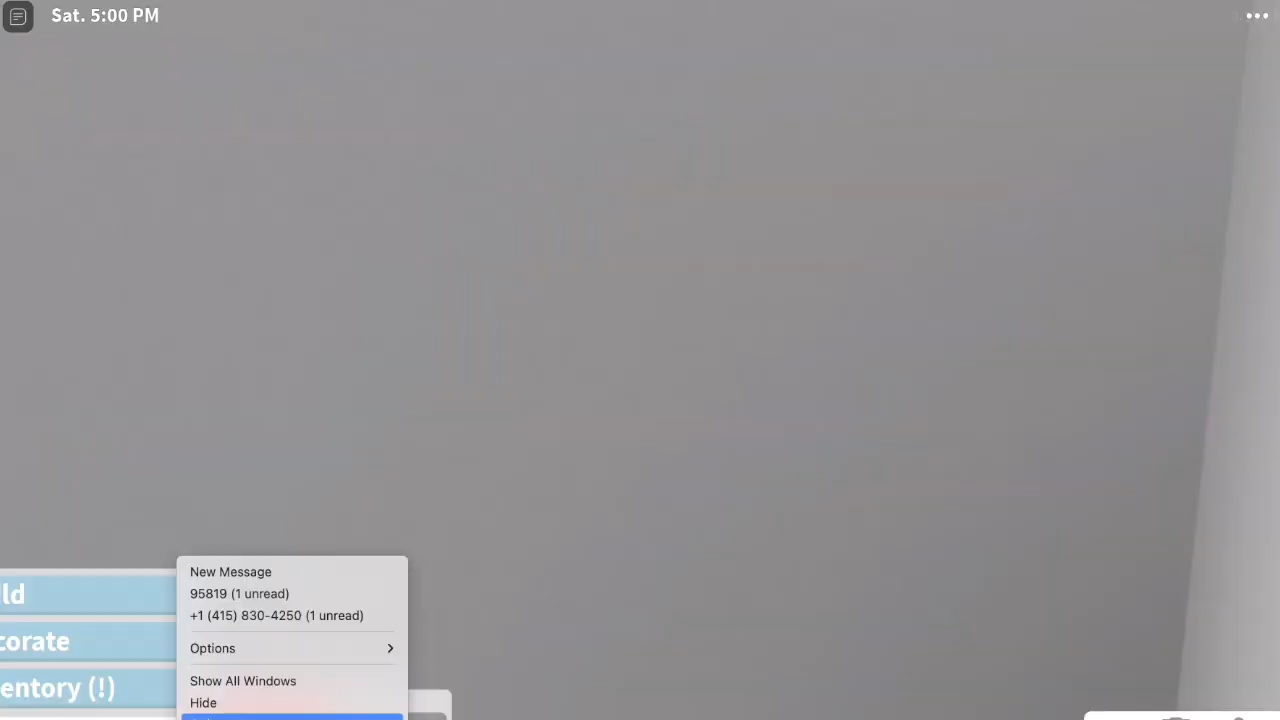 Sat. 5:00 PM
ld
corate
entory (!)
New Message
95819 (1 unread)
+1 (415) 830-4250 (1 unread)
Options
Show All Windows
Hide